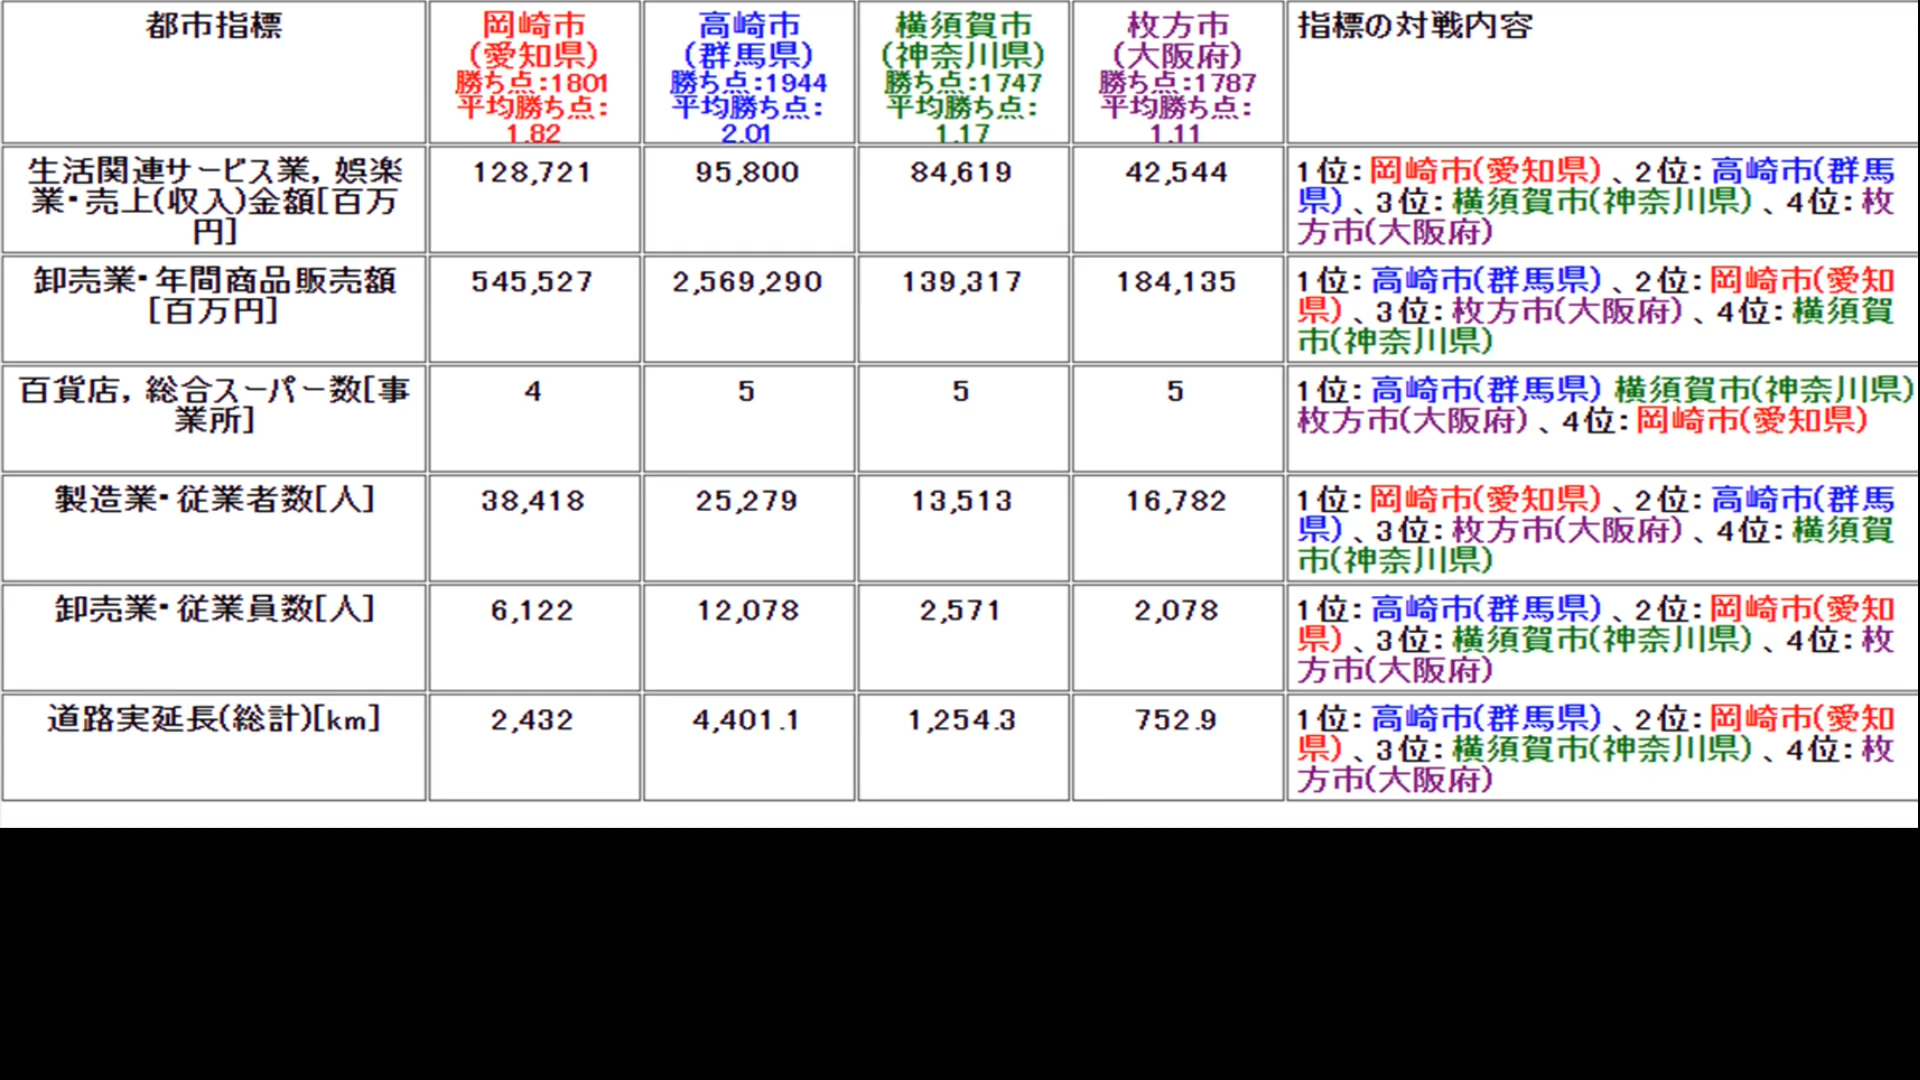 都市指標
岡崎市
(愛知県)
勝ち点:1801
平均勝ち点:
1.82
高崎市
(群馬県)
勝ち点:1944
平均勝ち点:
2.01
横須賀市
(神奈川県)
勝ち点:1747
平均勝ち点:
1.17
枚方市
(大阪府)
勝ち点:1787
平均勝ち点:
1.11
指標の対戦内容
生活関連サービス業，娯楽
業・売上(収入)金額[百万
円]
128,721
95,800
84,619
42,544
1位:岡崎市(愛知県)、2位:高崎市(群馬
県)、3位:横須賀市(神奈川県)、4位:枚
方市(大阪府)
卸売業・年間商品販売額
[百万円]
545,527
2,569,290
139,317
184,135
1位:高崎市(群馬県)、2位:岡崎市(愛知
県)、3位:枚方市(大阪府)、4位:横須賀
市(神奈川県)
百貨店，総合スーパー数[事
業所]
4
5
5
5
1位:高崎市(群馬県) 横須賀市(神奈川県)
枚方市(大阪府)、4位:岡崎市(愛知県)
製造業・従業者数[人]
38,418
25,279
13,513
16,782
1位:岡崎市(愛知県)、2位:高崎市(群馬
県)、3位:枚方市(大阪府)、4位:横須賀
市(神奈川県)
卸売業・従業員数[人]
6,122
12,078
2,571
2,078
1位:高崎市(群馬県)、2位:岡崎市(愛知
県)、3位:横須賀市(神奈川県)、4位:枚
方市(大阪府)
道路実延長(総計)[km]
2,432
4,401.1
1,254.3
752.9
1位:高崎市(群馬県)、2位:岡崎市(愛知
県)、3位:横須賀市(神奈川県)、4位:枚
方市(大阪府)